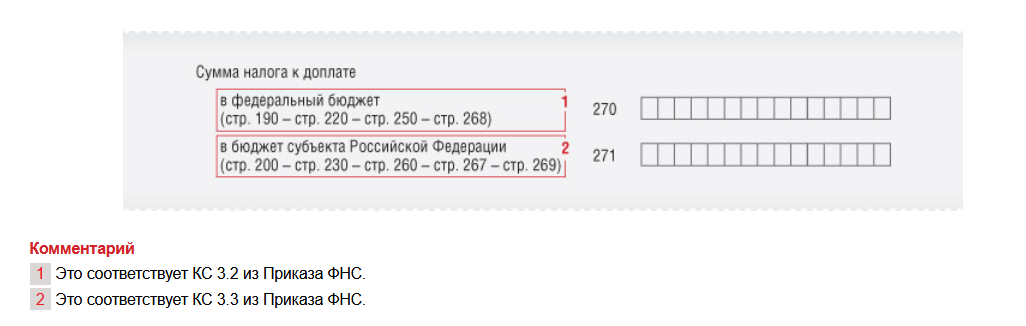 Сумма налога к доплате
в федеральный бюджет 1
(стр. 190 – стр. 220 – стр. 250 – стр. 268) 270
в бюджет субъекта Российской Федерации 2
(стр. 200 – стр. 230 – стр. 260 – стр. 267 – стр. 269) 271
Комментарий
1 Это соответствует КС 3.2 из Приказа ФНС.
2 Это соответствует КС 3.3 из Приказа ФНС.